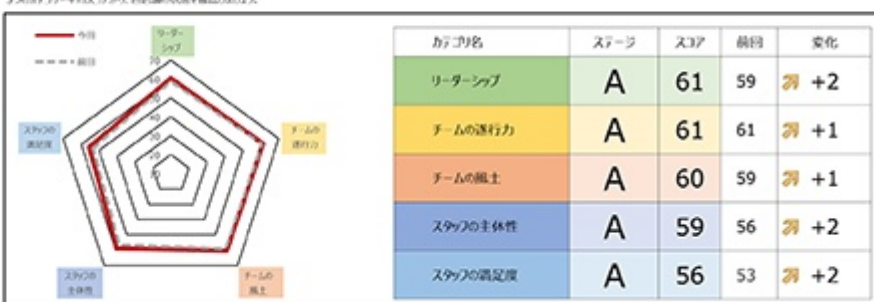 今回
前回
リーダー
シップ
チームの
遂行力
チームの
風土
スタッフの
主体性
スタッフの
満足度
70
60
50
40
30
20
10
カテゴリ名 ステージ スコア 前回 変化
リーダーシップ A 61 59 +2
チームの遂行力 A 61 61 +1
チームの風土 A 60 59 +1
スタッフの主体性 A 59 56 +2
スタッフの満足度 A 56 53 +2